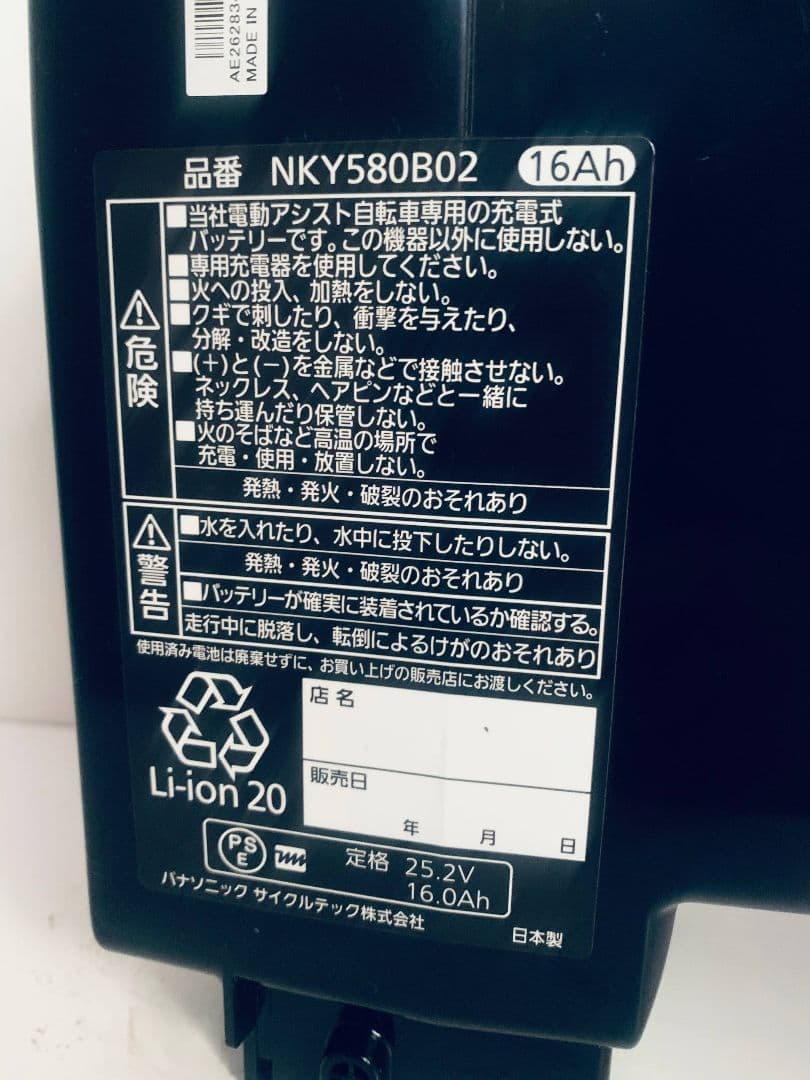 AE26283
MADE IN
品番 NKY580B02 16Ah
危険
■当社電動アシスト自転車専用の充電式
バッテリーです。この機器以外に使用しない。
■専用充電器を使用してください。
■火への投入、加熱をしない。
■クギで刺したり、衝撃を与えたり、
分解・改造をしない。
■(+)と(−)を金属などで接触させない。
ネックレス、ヘアピンなどと一緒に
持ち運んだり保管しない。
■火のそばなど高温の場所で
充電・使用・放置しない。
発熱・発火・破裂のおそれあり
警告
■水を入れたり、水中に投下したりしない。
発熱・発火・破裂のおそれあり
■バッテリーが確実に装着されているか確認する。
走行中に脱落し、転倒によるけがのおそれあり
使用済み電池は廃棄せずに、お買い上げの販売店にお渡しください。
Li-ion 20
店名
販売日
年 月 日
PSE 定格 25.2V
16.0Ah
パナソニック サイクルテック株式会社
日本製